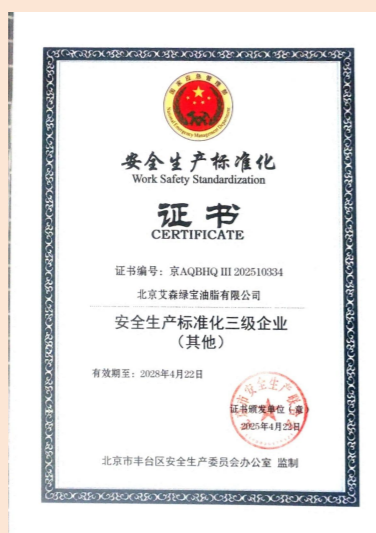 安全生产标准化
Work Safety Standardization
证书
CERTIFICATE
证书编号：京AQBHQ III 202510334
北京艾森绿宝油脂有限公司
安全生产标准化三级企业
（其他）
有效期至：2028年4月22日
证书颁发单位（章）
2025年4月22日
北京市丰台区安全生产委员会办公室 监制